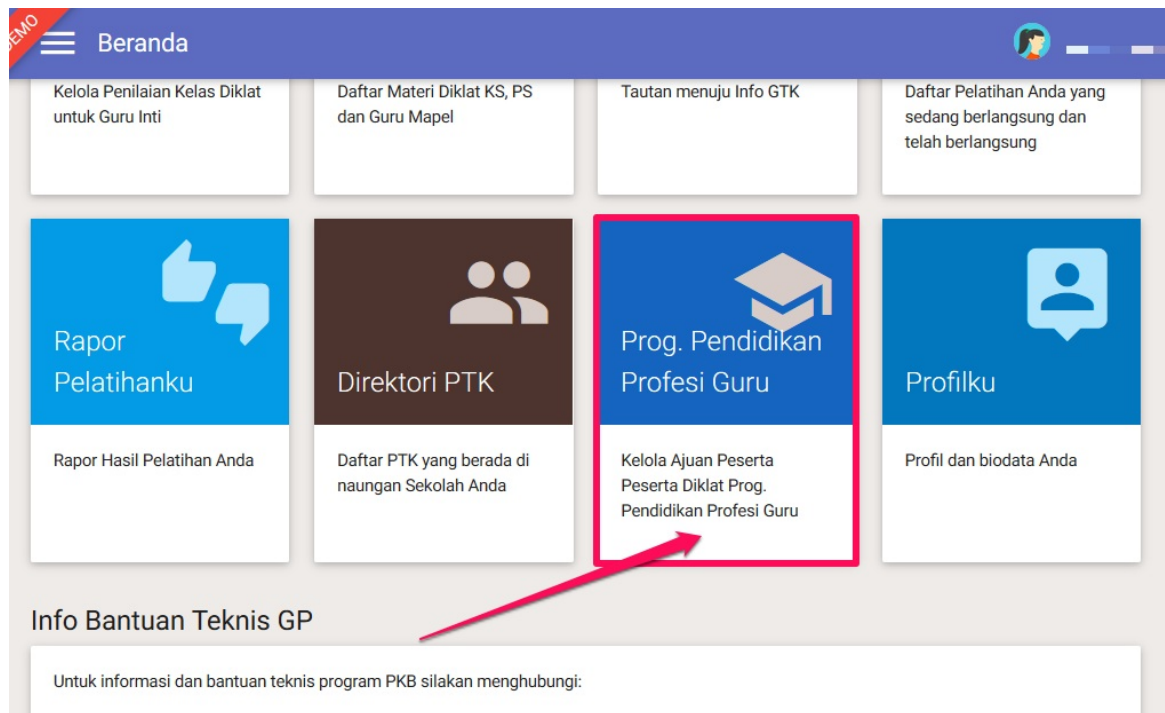 DEMO
Beranda
Kelola Penilaian Kelas Diklat
untuk Guru Inti
Daftar Materi Diklat KS, PS
dan Guru Mapel
Tautan menuju Info GTK
Daftar Pelatihan Anda yang
sedang berlangsung dan
telah berlangsung
Rapor
Pelatihanku
Rapor Hasil Pelatihan Anda
Direktori PTK
Daftar PTK yang berada di
naungan Sekolah Anda
Prog. Pendidikan
Profesi Guru
Kelola Ajuan Peserta
Peserta Diklat Prog.
Pendidikan Profesi Guru
Profilku
Profil dan biodata Anda
Info Bantuan Teknis GP
Untuk informasi dan bantuan teknis program PKB silakan menghubungi: